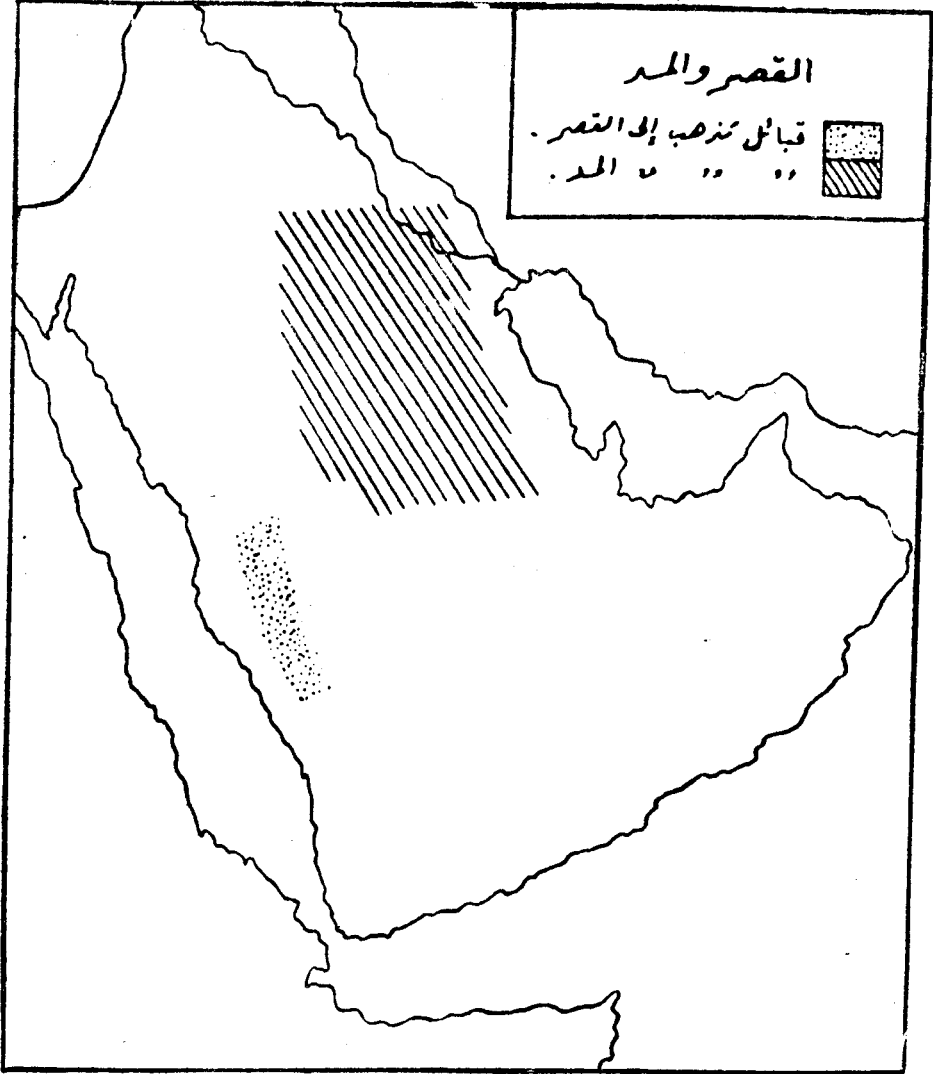 القصر والمد
قبائل تذهب إلى القصر .
,, ,, ,, المد .